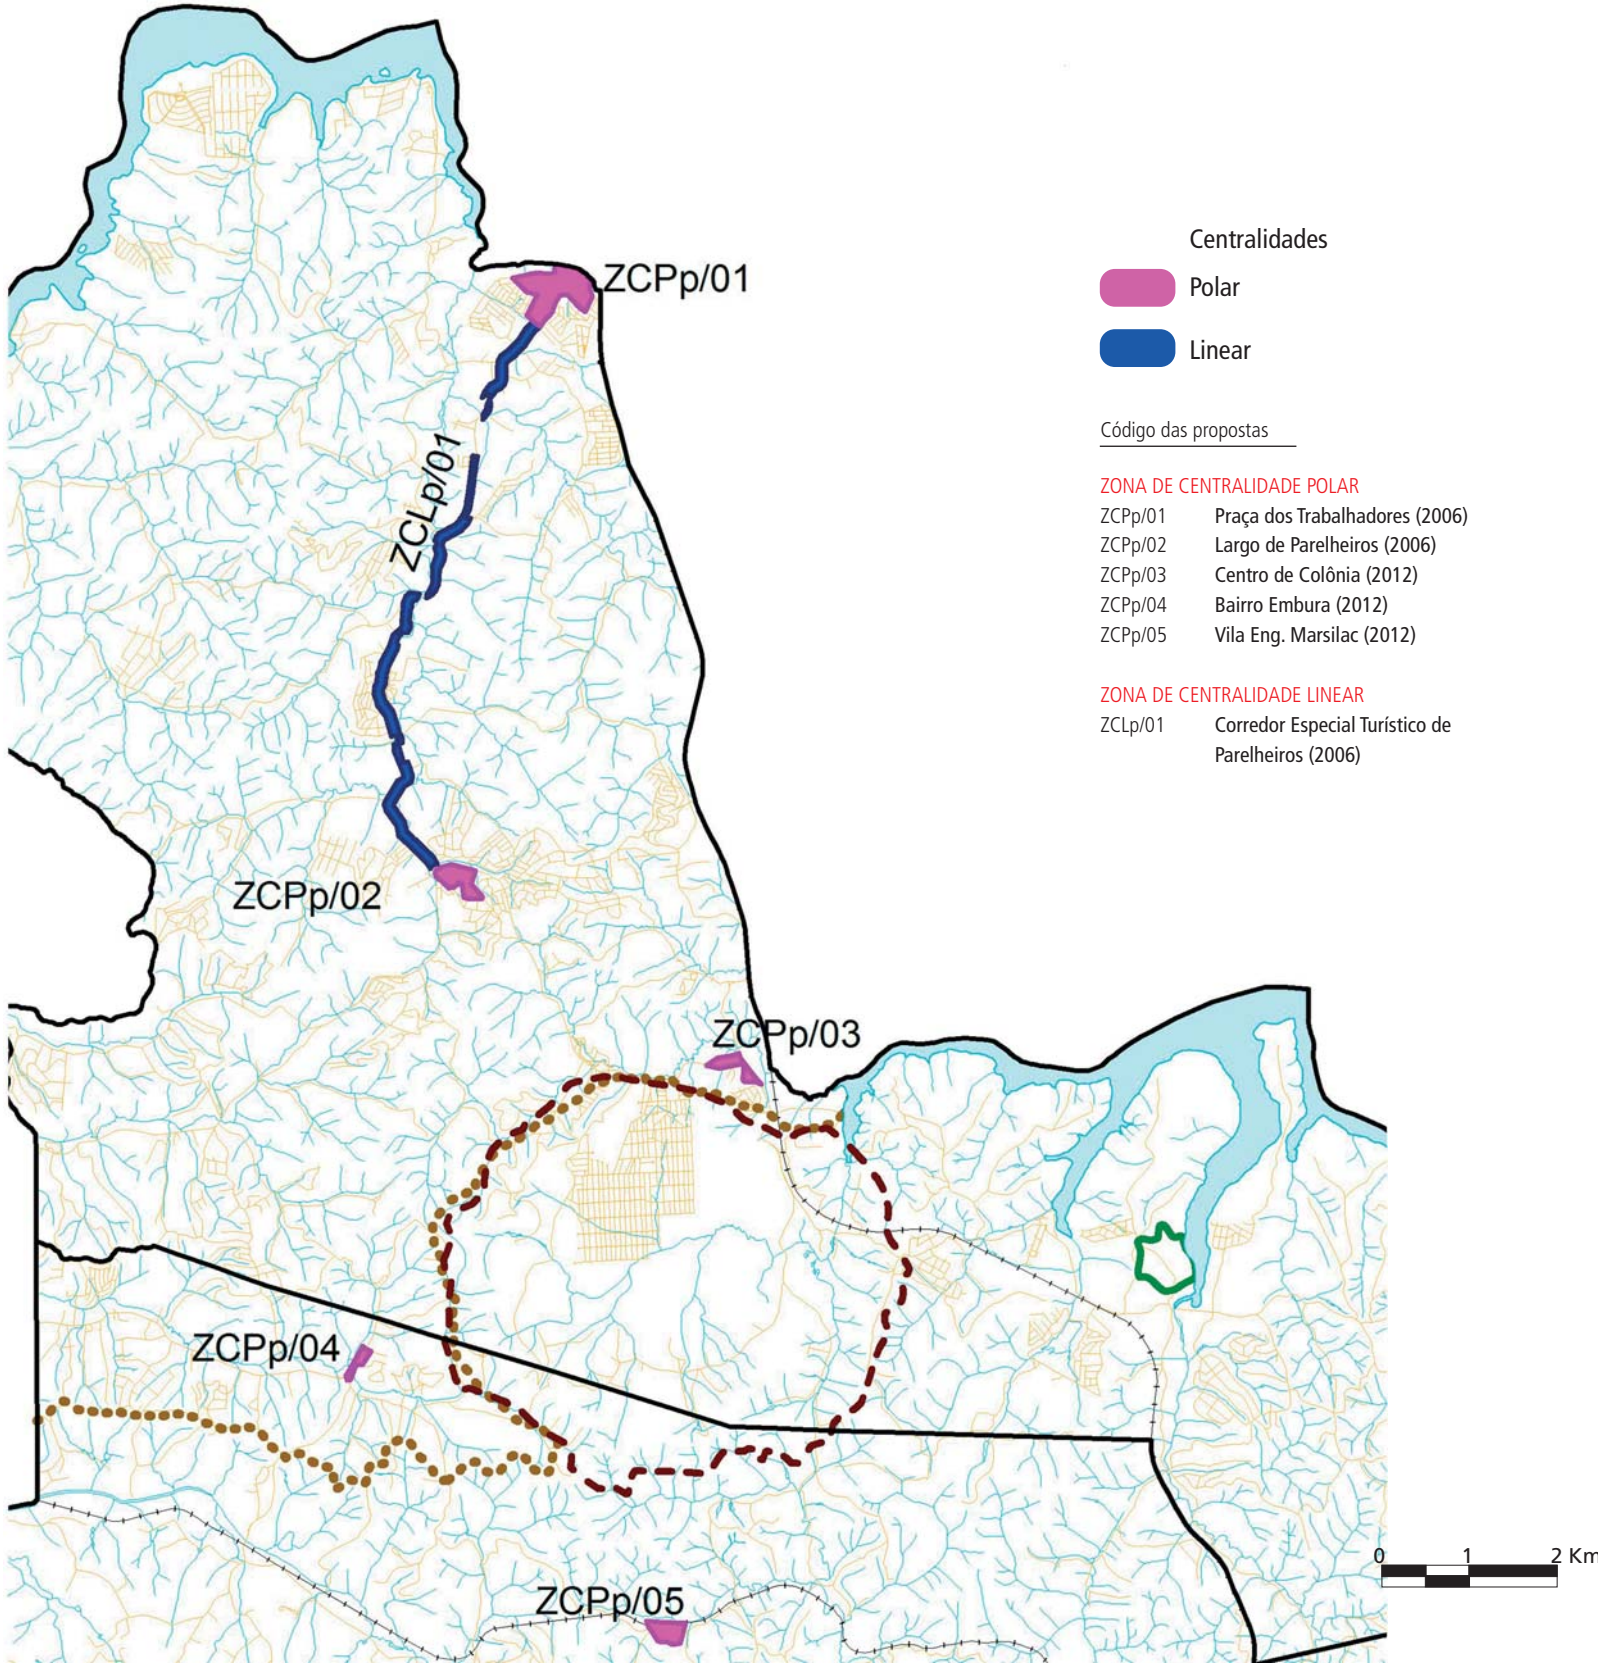 Centralidades
Polar
Linear
Código das propostas
ZONA DE CENTRALIDADE POLAR
ZCPp/01 Praça dos Trabalhadores (2006)
ZCPp/02 Largo de Parelheiros (2006)
ZCPp/03 Centro de Colônia (2012)
ZCPp/04 Bairro Embura (2012)
ZCPp/05 Vila Eng. Marsilac (2012)
ZONA DE CENTRALIDADE LINEAR
ZCLp/01 Corredor Especial Turístico de
Parelheiros (2006)
ZCPp/01
ZCLp/01
ZCPp/02
ZCPp/03
ZCPp/04
ZCPp/05
0 1 2 Km